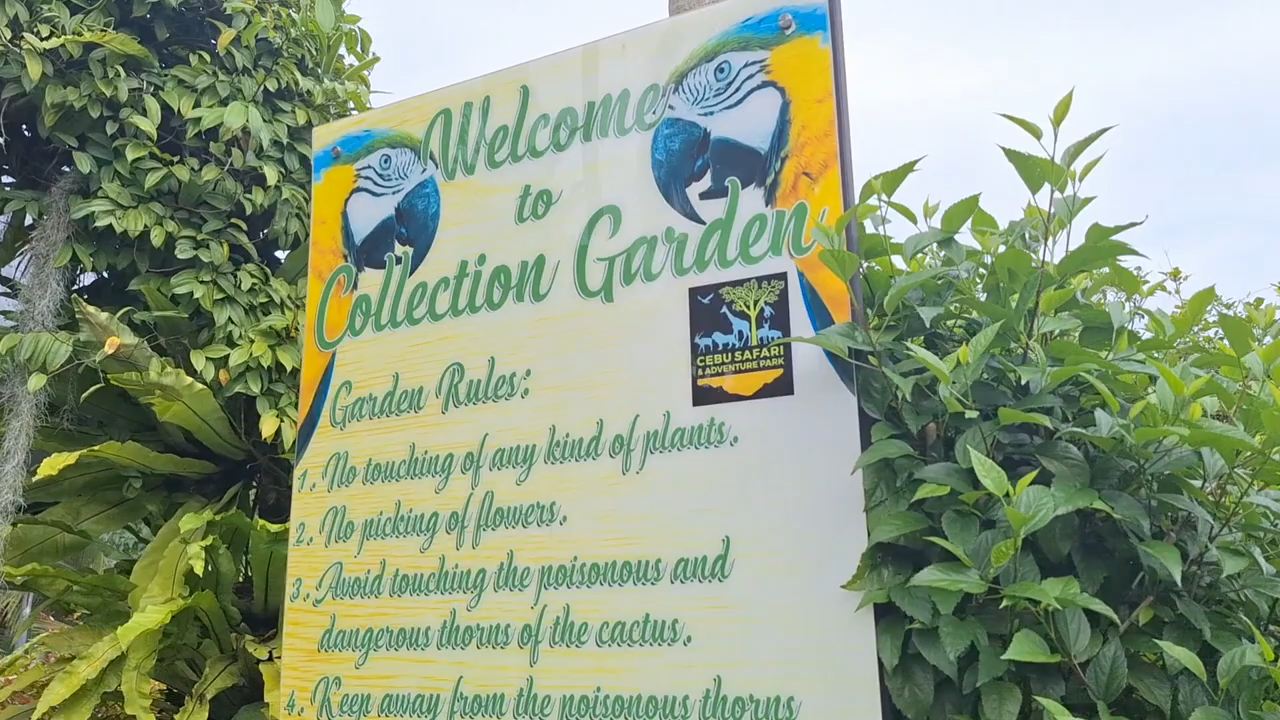 Welcome
to
Collection Garden
CEBU SAFARI
& ADVENTURE PARK
Garden Rules:
1. No touching of any kind of plants.
2. No picking of flowers.
3. Avoid touching the poisonous and
dangerous thorns of the cactus.
4. Keep away from the poisonous thorns